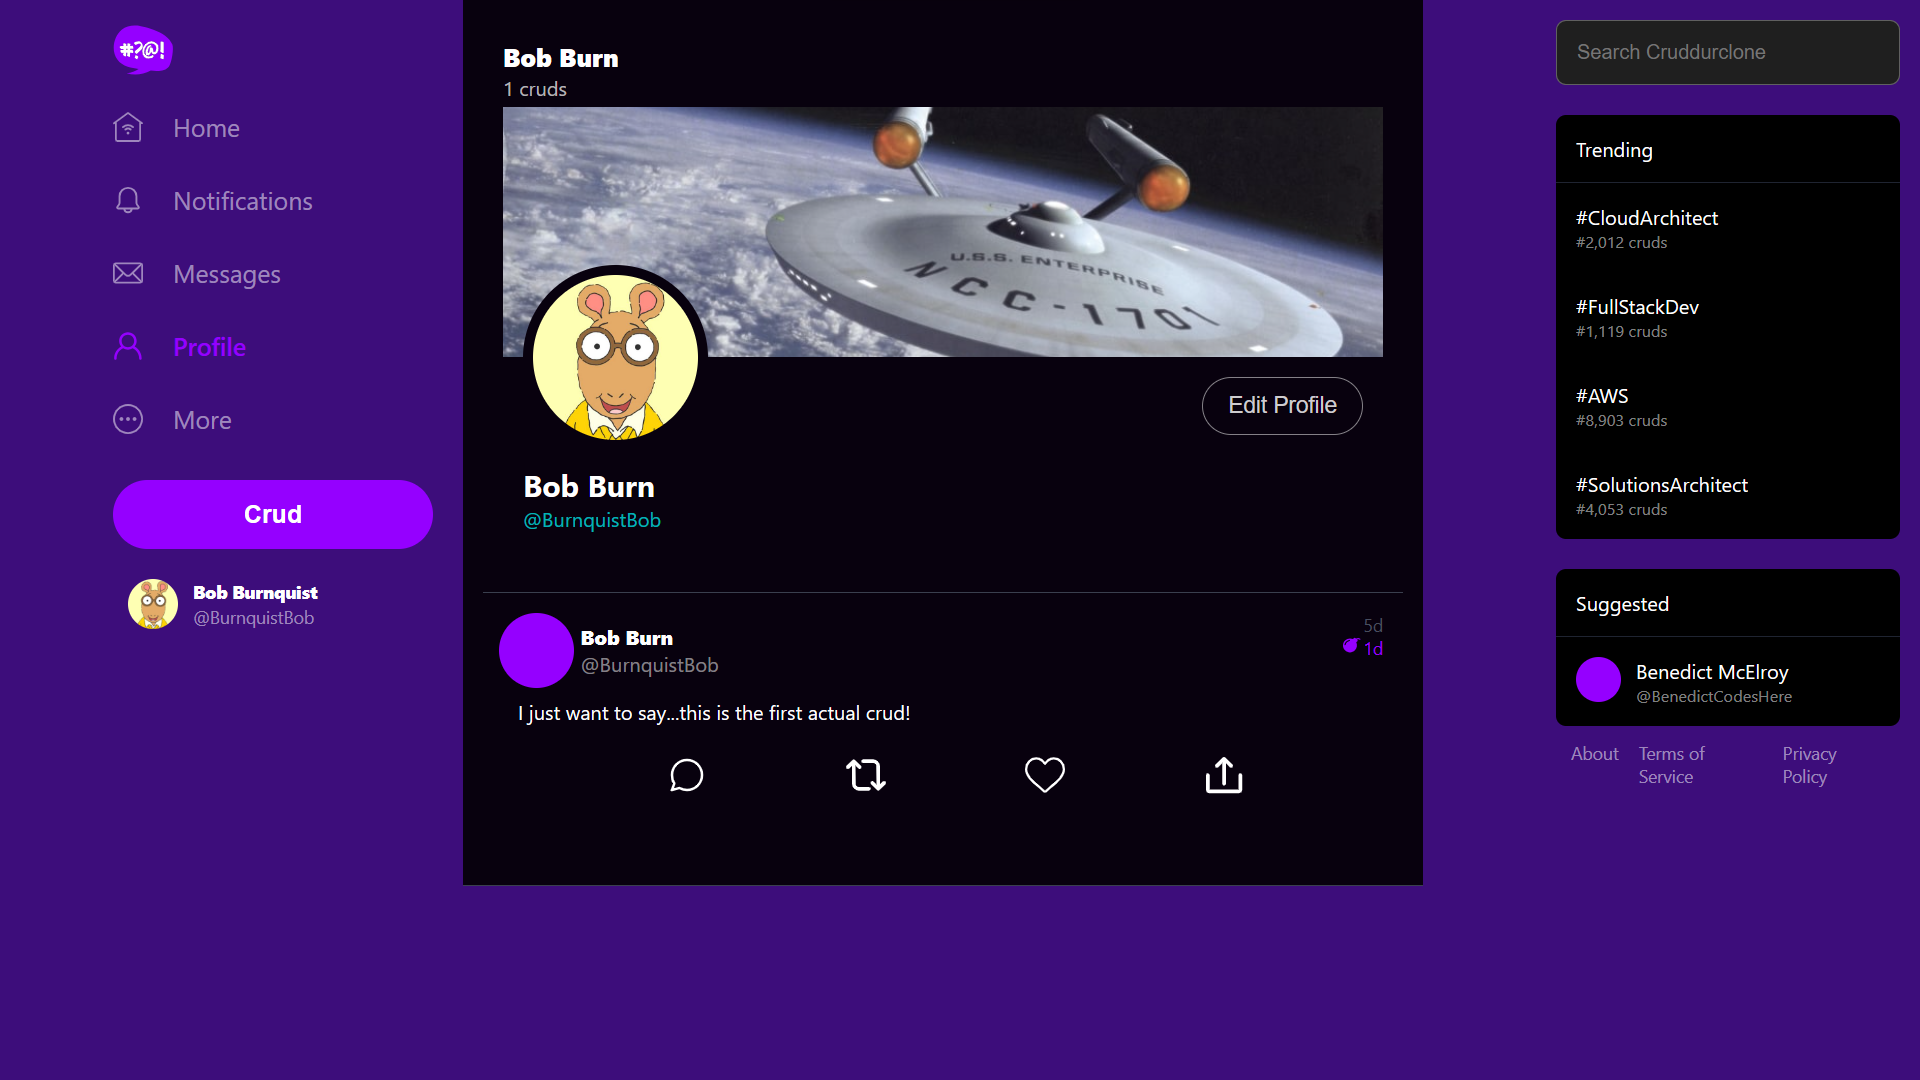 #?@!
Home
Notifications
Messages
Profile
More
Crud
Bob Burnquist
@BurnquistBob
Bob Burn
1 cruds
U.S.S. ENTERPRISE
NCC-1701
Edit Profile
Bob Burn
@BurnquistBob
Bob Burn
@BurnquistBob
5d
1d
I just want to say...this is the first actual crud!
Search Cruddurclone
Trending
#CloudArchitect
#2,012 cruds
#FullStackDev
#1,119 cruds
#AWS
#8,903 cruds
#SolutionsArchitect
#4,053 cruds
Suggested
Benedict McElroy
@BenedictCodesHere
About
Terms of
Service
Privacy
Policy